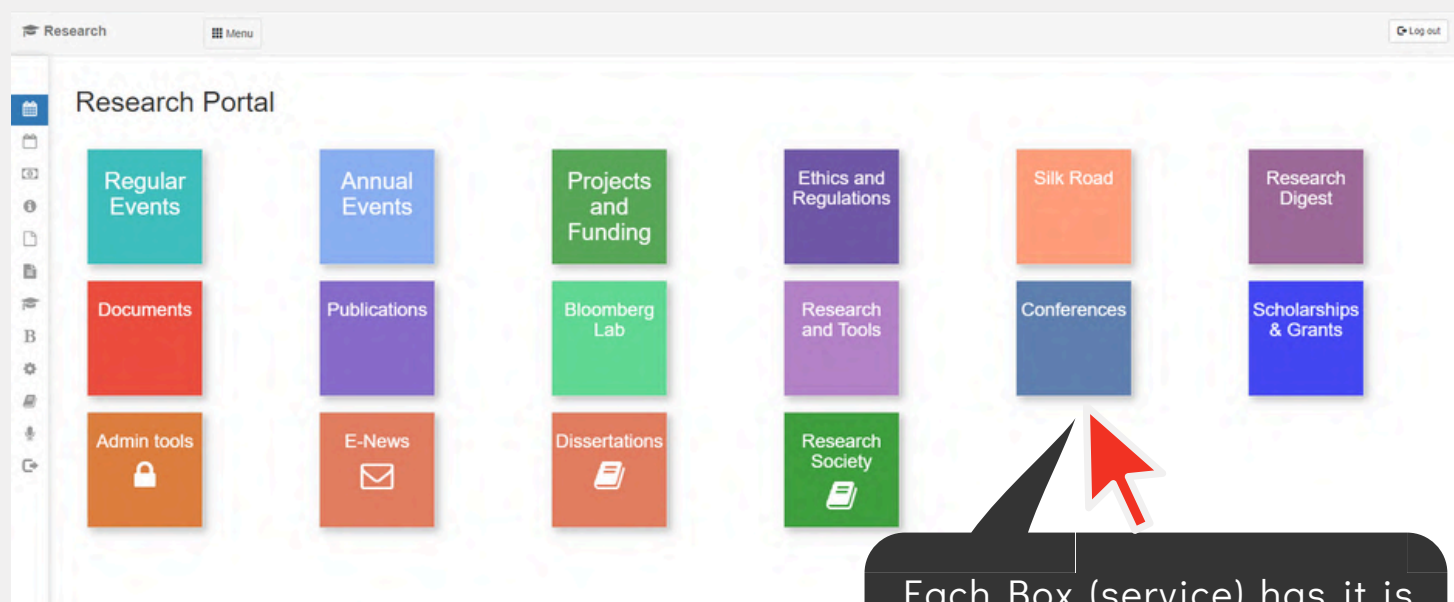 Research
Menu
Log out
Research Portal
Regular
Events
Annual
Events
Projects
and
Funding
Ethics and
Regulations
Silk Road
Research
Digest
Documents
Publications
Bloomberg
Lab
Research
and Tools
Conferences
Scholarships
& Grants
Admin tools
E-News
Dissertations
Research
Society
B
Each Box (service) has it is